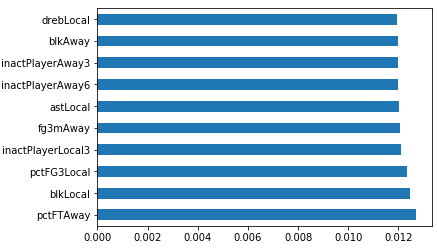 drebLocal
blkAway
inactPlayerAway3
inactPlayerAway6
astLocal
fg3mAway
inactPlayerLocal3
pctFG3Local
blkLocal
pctFTAway
0.000 0.002 0.004 0.006 0.008 0.010 0.012